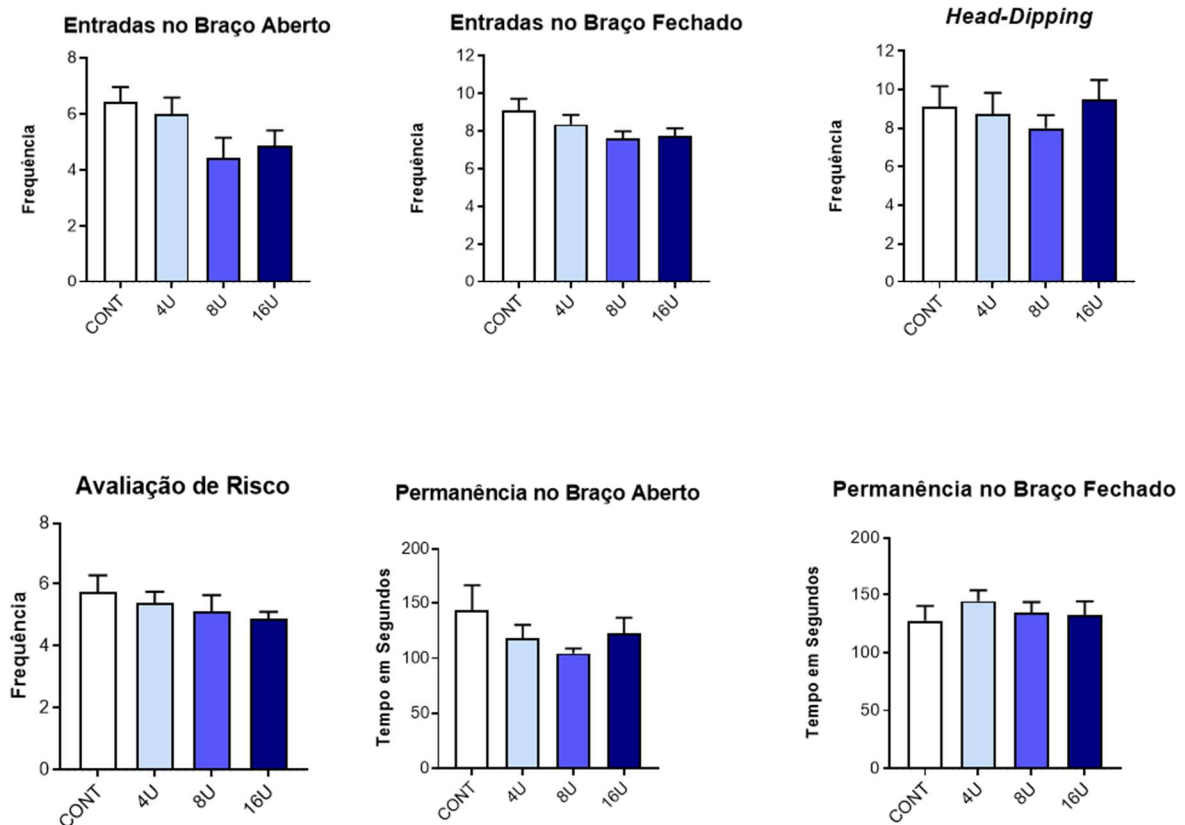 Entradas no Braço Aberto
Frequência
8
6
4
2
0
CONT
4U
8U
16U
Entradas no Braço Fechado
Frequência
12
10
8
6
4
2
0
CONT
4U
8U
16U
Head-Dipping
Frequência
12
10
8
6
4
2
0
CONT
4U
8U
16U
Avaliação de Risco
Frequência
8
6
4
2
0
CONT
4U
8U
16U
Permanência no Braço Aberto
Tempo em Segundos
200
150
100
50
0
CONT
4U
8U
16U
Permanência no Braço Fechado
Tempo em Segundos
200
150
100
50
0
CONT
4U
8U
16U